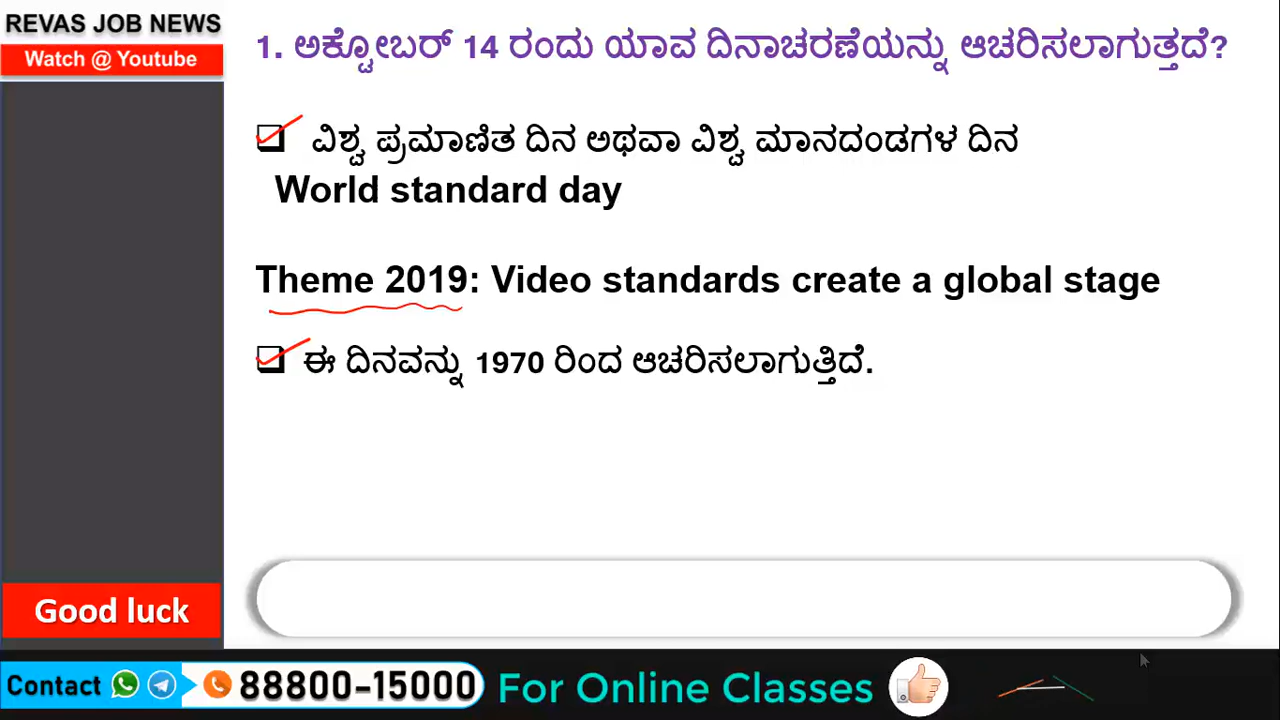 REVAS JOB NEWS
Watch @ Youtube
1. ಅಕ್ಟೋಬರ್ 14 ರಂದು ಯಾವ ದಿನಾಚರಣೆಯನ್ನು ಆಚರಿಸಲಾಗುತ್ತದೆ?
ವಿಶ್ವ ಪ್ರಮಾಣಿತ ದಿನ ಅಥವಾ ವಿಶ್ವ ಮಾನದಂಡಗಳ ದಿನ
World standard day
Theme 2019: Video standards create a global stage
ಈ ದಿನವನ್ನು 1970 ರಿಂದ ಆಚರಿಸಲಾಗುತ್ತಿದೆ.
Good luck
Contact 88800-15000 For Online Classes